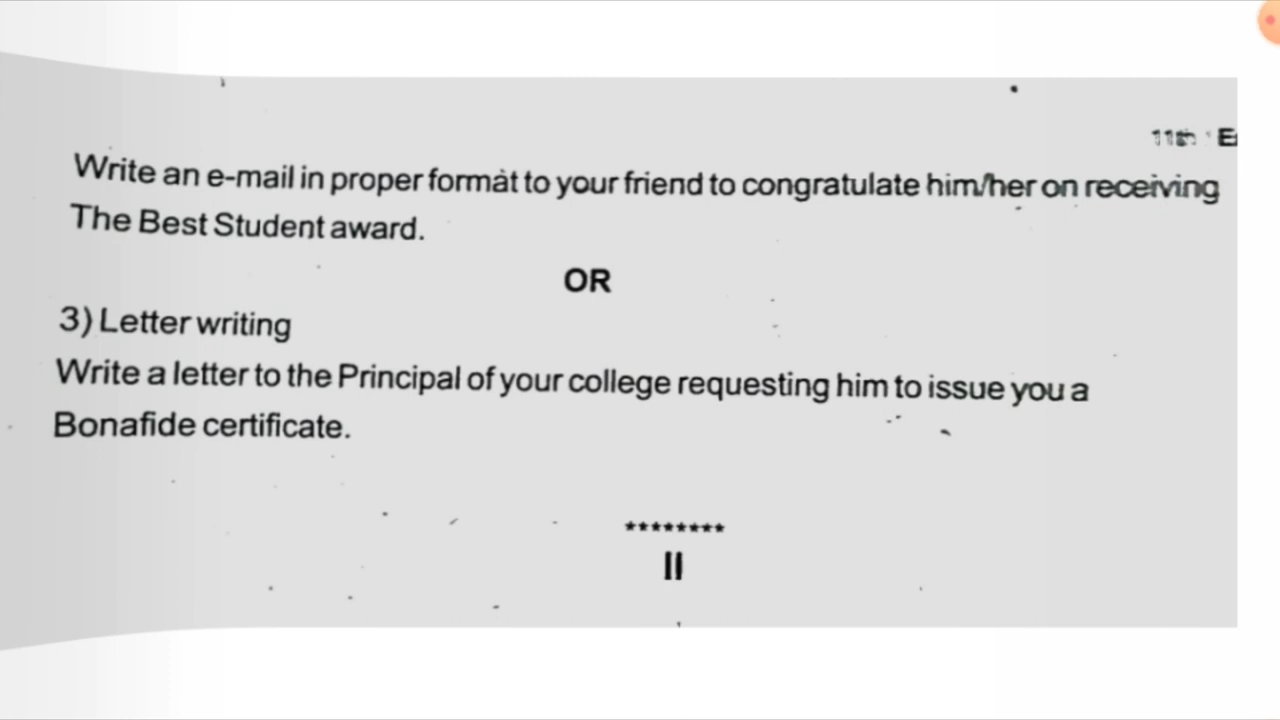 11th E
Write an e-mail in proper format to your friend to congratulate him/her on receiving
The Best Student award.
OR
3) Letter writing
Write a letter to the Principal of your college requesting him to issue you a
Bonafide certificate.
********
II